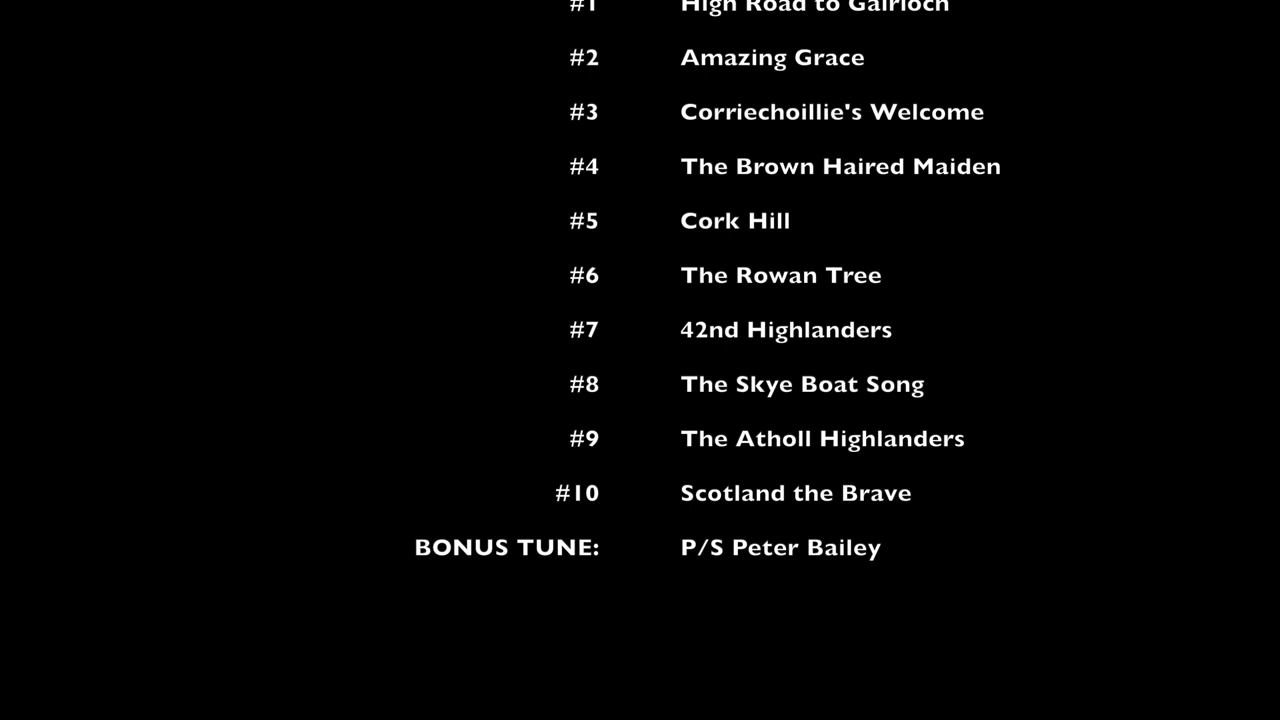 #1 High Road to Gairloch
#2 Amazing Grace
#3 Corriechoillie's Welcome
#4 The Brown Haired Maiden
#5 Cork Hill
#6 The Rowan Tree
#7 42nd Highlanders
#8 The Skye Boat Song
#9 The Atholl Highlanders
#10 Scotland the Brave
BONUS TUNE: P/S Peter Bailey